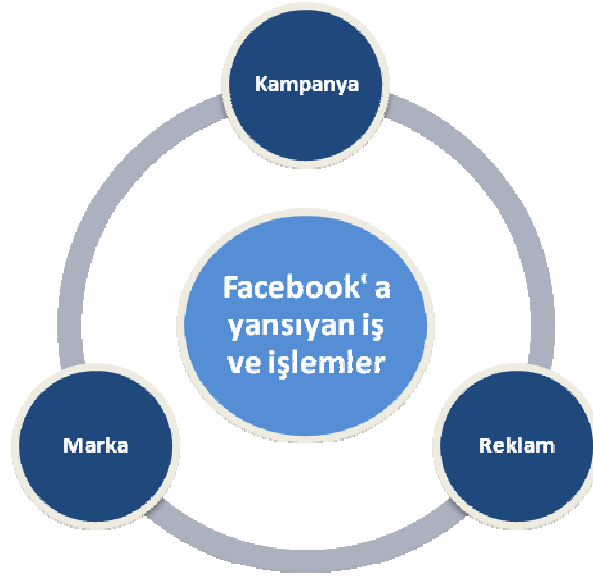 Kampanya
Facebook‘ a
yansıyan iş
ve işlemler
Marka
Reklam